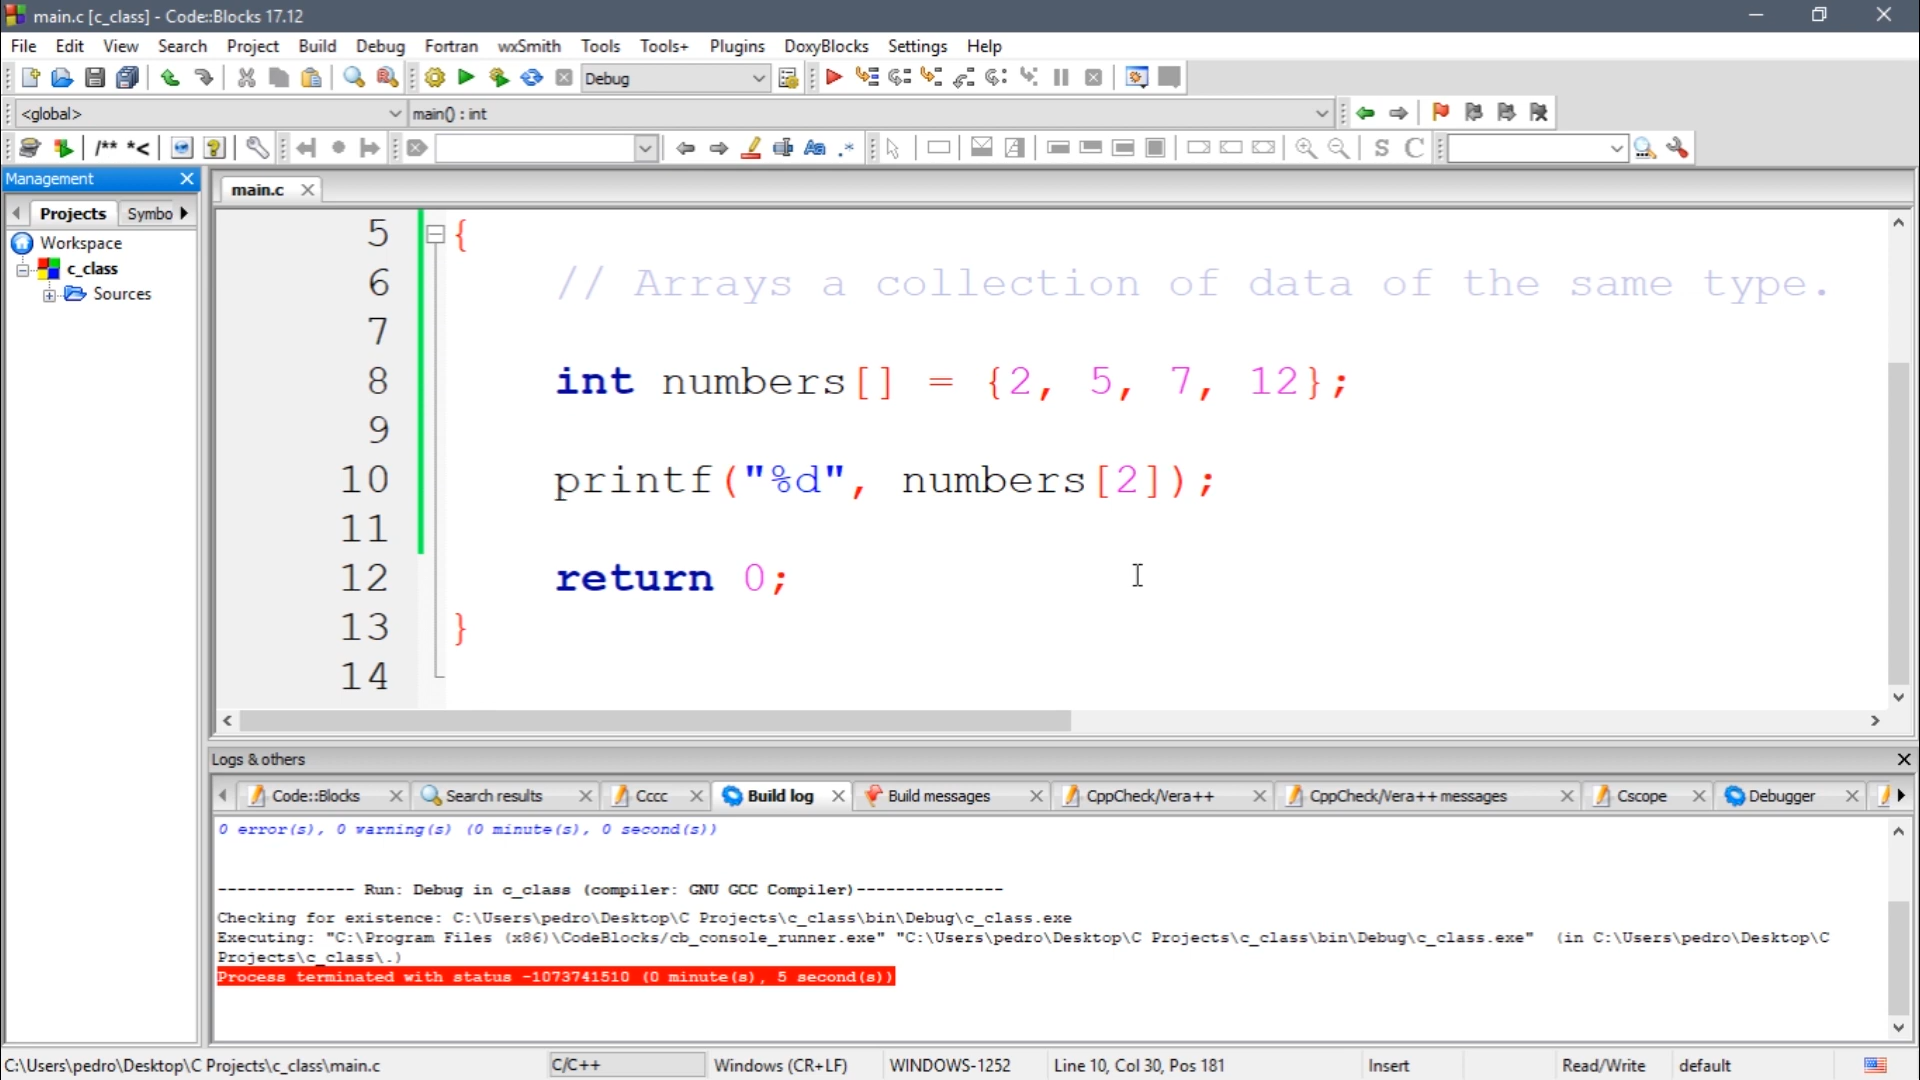 main.c [c_class] - Code::Blocks 17.12
File Edit View Search Project Build Debug Fortran wxSmith Tools Tools+ Plugins DoxyBlocks Settings Help
Debug
<global> main() : int
/** *<
S C
Management
main.c
Projects Symbo
Workspace
c_class
Sources
5 {
6 // Arrays a collection of data of the same type.
7
8 int numbers[] = {2, 5, 7, 12};
9
10 printf("%d", numbers[2]);
11
12 return 0;
13 }
14
Logs & others
Code::Blocks Search results Cccc Build log Build messages CppCheck/Vera++ CppCheck/Vera++ messages Cscope Debugger
0 error(s), 0 warning(s) (0 minute(s), 0 second(s))
-------------- Run: Debug in c_class (compiler: GNU GCC Compiler)---------------
Checking for existence: C:\Users\pedro\Desktop\C Projects\c_class\bin\Debug\c_class.exe
Executing: "C:\Program Files (x86)\CodeBlocks/cb_console_runner.exe" "C:\Users\pedro\Desktop\C Projects\c_class\bin\Debug\c_class.exe"  (in C:\Users\pedro\Desktop\C
Projects\c_class\.)
Process terminated with status -1073741510 (0 minute(s), 5 second(s))
C:\Users\pedro\Desktop\C Projects\c_class\main.c C/C++ Windows (CR+LF) WINDOWS-1252 Line 10, Col 30, Pos 181 Insert Read/Write default